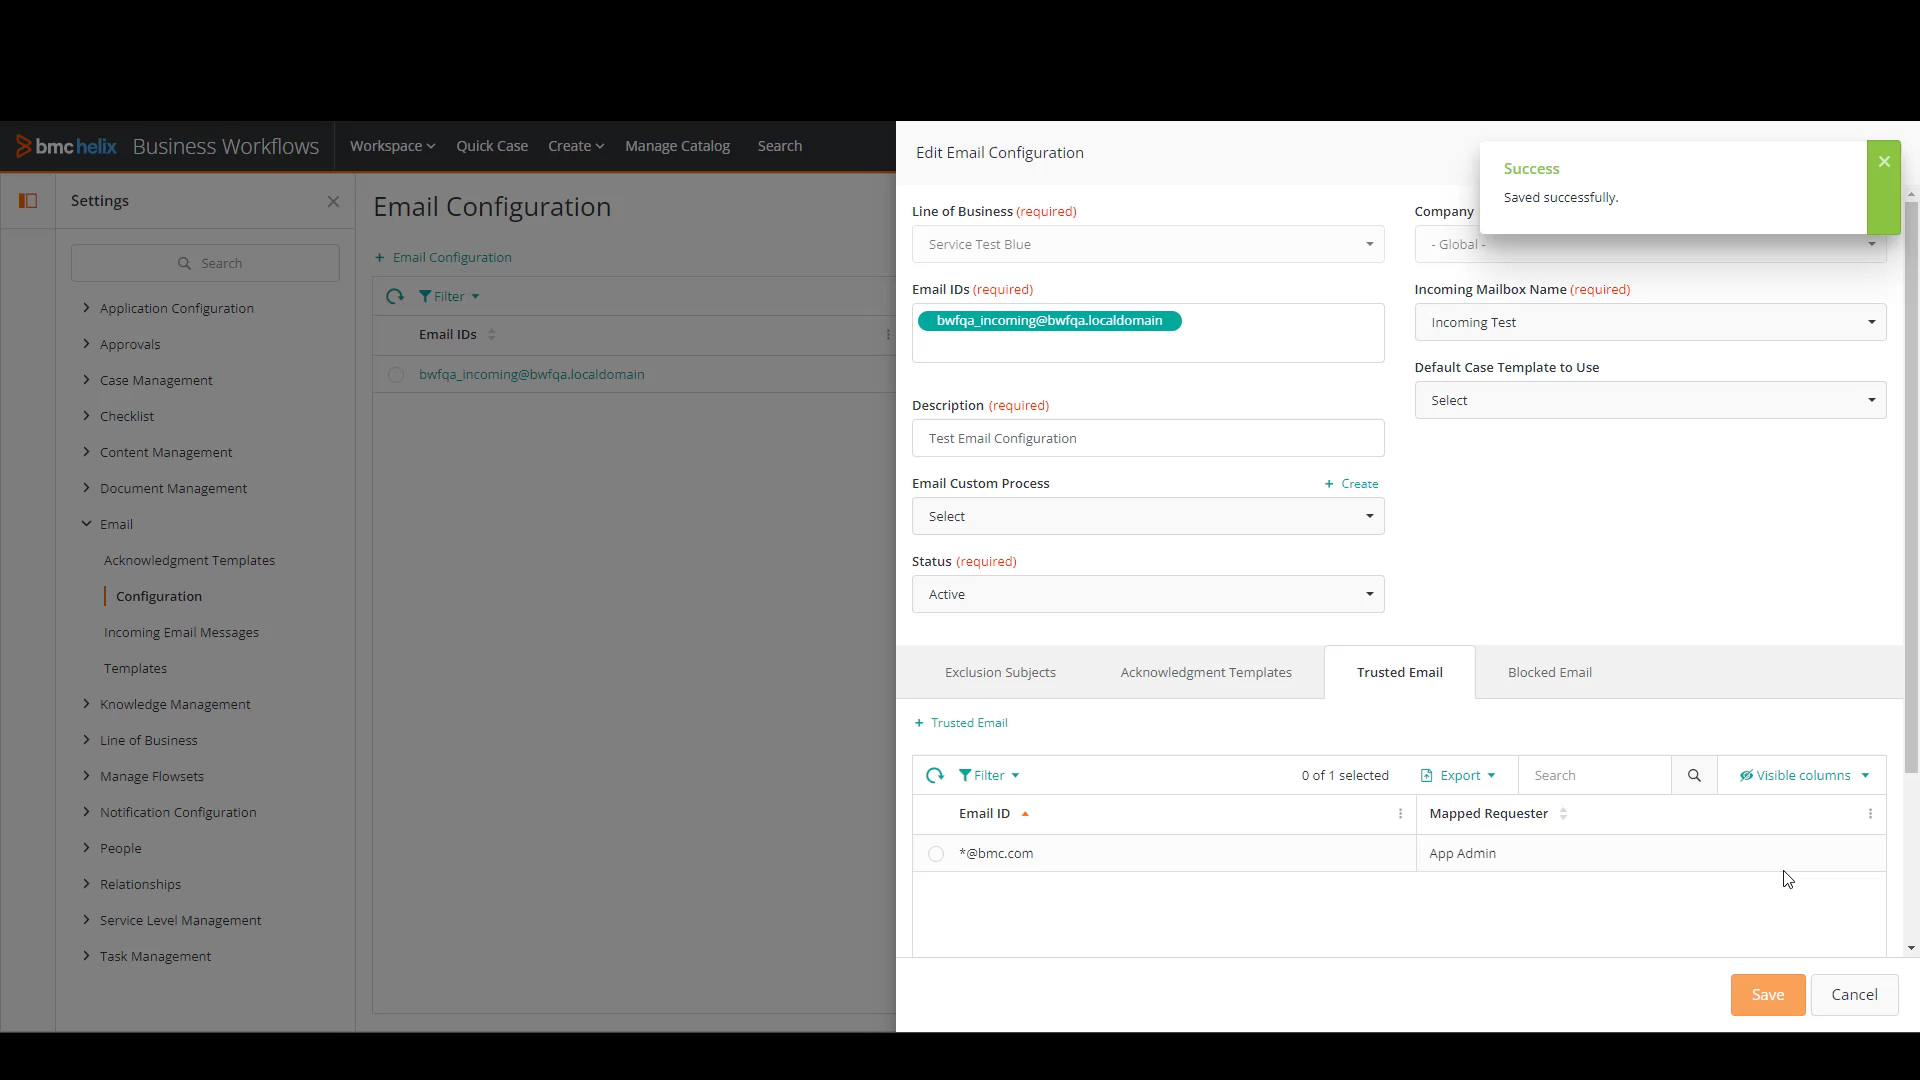 bmc helix Business Workflows
Workspace
Quick Case
Create
Manage Catalog
Search
Settings
Search
Application Configuration
Approvals
Case Management
Checklist
Content Management
Document Management
Email
Acknowledgment Templates
Configuration
Incoming Email Messages
Templates
Knowledge Management
Line of Business
Manage Flowsets
Notification Configuration
People
Relationships
Service Level Management
Task Management
Email Configuration
+ Email Configuration
Filter
Email IDs
bwfqa_incoming@bwfqa.localdomain
Edit Email Configuration
Success
Saved successfully.
Line of Business (required)
Service Test Blue
Company
- Global -
Email IDs (required)
bwfqa_incoming@bwfqa.localdomain
Incoming Mailbox Name (required)
Incoming Test
Default Case Template to Use
Select
Description (required)
Test Email Configuration
Email Custom Process
+ Create
Select
Status (required)
Active
Exclusion Subjects
Acknowledgment Templates
Trusted Email
Blocked Email
+ Trusted Email
Filter
0 of 1 selected
Export
Search
Visible columns
Email ID
Mapped Requester
*@bmc.com
App Admin
Save
Cancel